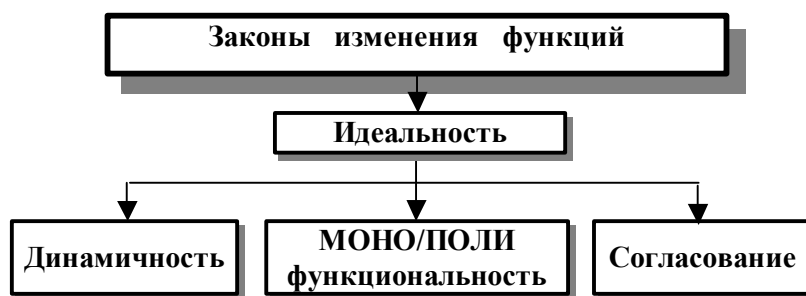 Законы изменения функций
Идеальность
Динамичность
МОНО/ПОЛИ
функциональность
Согласование